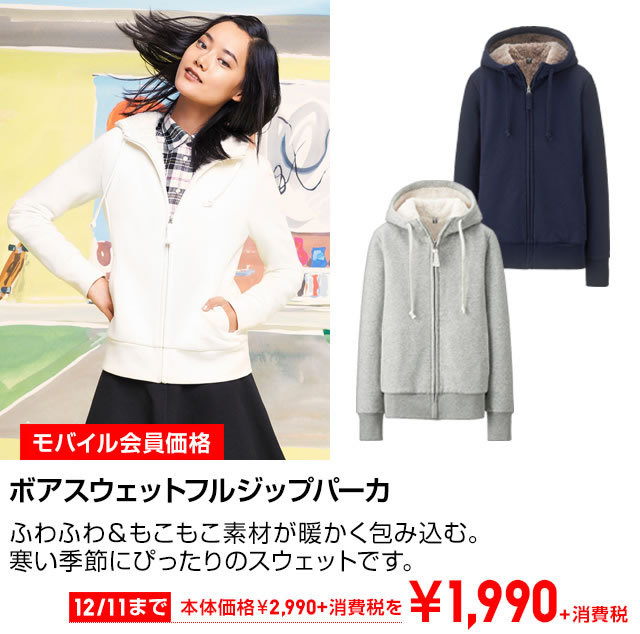 モバイル会員価格
ボアスウェットフルジップパーカ
ふわふわ&もこもこ素材が暖かく包み込む。
寒い季節にぴったりのスウェットです。
12/11まで 本体価格¥2,990+消費税を ¥1,990+消費税